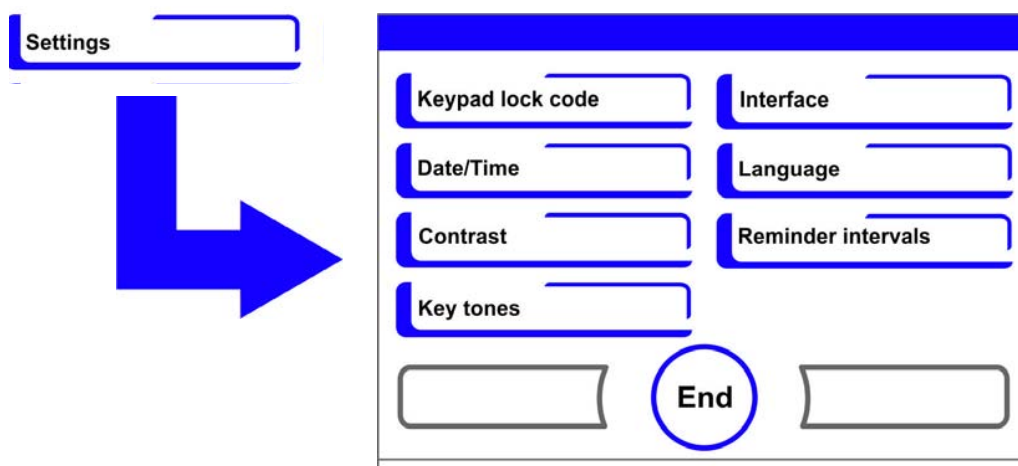 Settings
Keypad lock code
Interface
Date/Time
Language
Contrast
Reminder intervals
Key tones
End